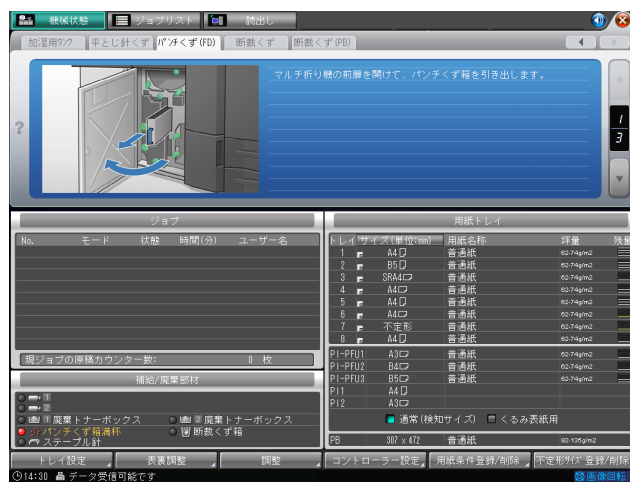 機械状態 ジョブリスト 読出し
加湿用タンク 平とじ針くず パンチくず(FD) 断裁くず 断裁くず(PB)
マルチ折り機の前扉を開けて、パンチくず箱を引き出します。
?
1
3
ジョブ
No. モード 状態 時間(分) ユーザー名
現ジョブの原稿カウンター数: 0 枚
補給/廃棄部材
1
2
1 廃棄トナーボックス 2 廃棄トナーボックス
パンチくず箱満杯 断裁くず箱
ステープル針
用紙トレイ
トレイ サイズ(単位:mm) 用紙名称 坪量 残量
1 A4 普通紙 62-74g/m2
2 B5 普通紙 62-74g/m2
3 SRA4 普通紙 62-74g/m2
4 A4 普通紙 62-74g/m2
5 A4 普通紙 62-74g/m2
6 A4 普通紙 62-74g/m2
7 不定形 普通紙 62-74g/m2
8 A4 普通紙 62-74g/m2
PI-PFU1 A3 普通紙 62-74g/m2
PI-PFU2 B4 普通紙 62-74g/m2
PI-PFU3 B5 普通紙 62-74g/m2
PI1 A4
PI2 A3
通常(検知サイズ) くるみ表紙用
PB 307 x 472 普通紙 92-135g/m2
トレイ設定 表裏調整 調整 コントローラー設定 用紙条件登録/削除 不定形サイズ登録/削除
14:30 データ受信可能です 画像回転